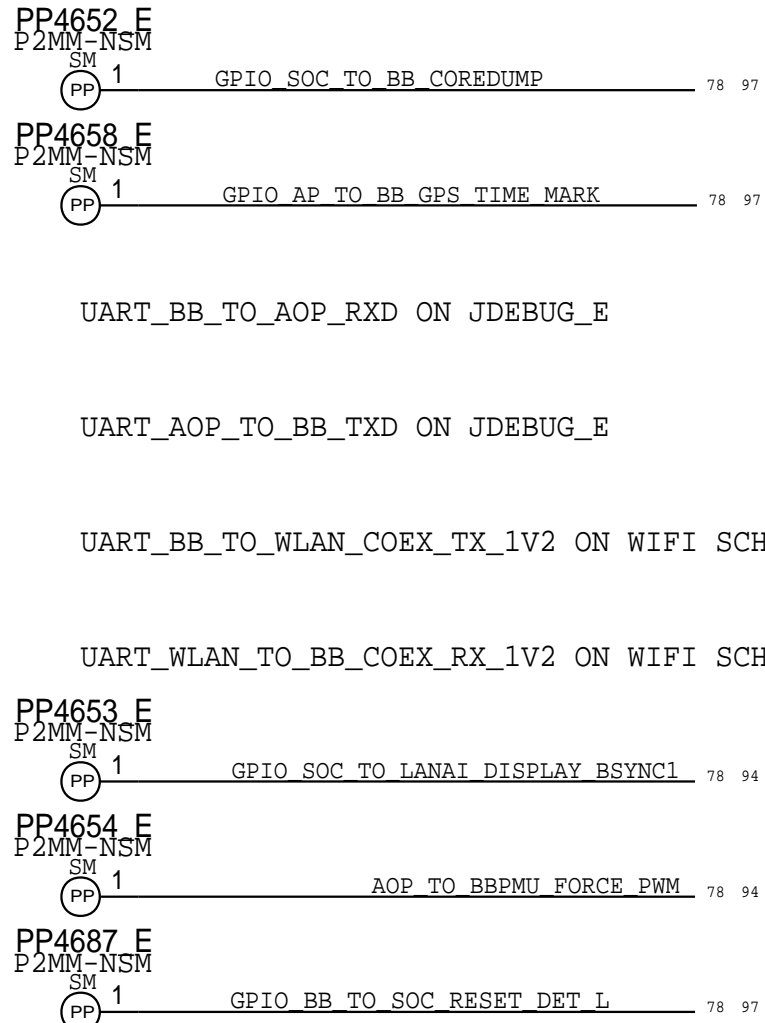 PP4652_E
P2MM-NSM
SM
PP 1 GPIO_SOC_TO_BB_COREDUMP 78 97
PP4658_E
P2MM-NSM
SM
PP 1 GPIO_AP_TO_BB_GPS_TIME_MARK 78 97
UART_BB_TO_AOP_RXD ON JDEBUG_E
UART_AOP_TO_BB_TXD ON JDEBUG_E
UART_BB_TO_WLAN_COEX_TX_1V2 ON WIFI SCH
UART_WLAN_TO_BB_COEX_RX_1V2 ON WIFI SCH
PP4653_E
P2MM-NSM
SM
PP 1 GPIO_SOC_TO_LANAI_DISPLAY_BSYNC1 78 94
PP4654_E
P2MM-NSM
SM
PP 1 AOP_TO_BBPMU_FORCE_PWM 78 94
PP4687_E
P2MM-NSM
SM
PP 1 GPIO_BB_TO_SOC_RESET_DET_L 78 97